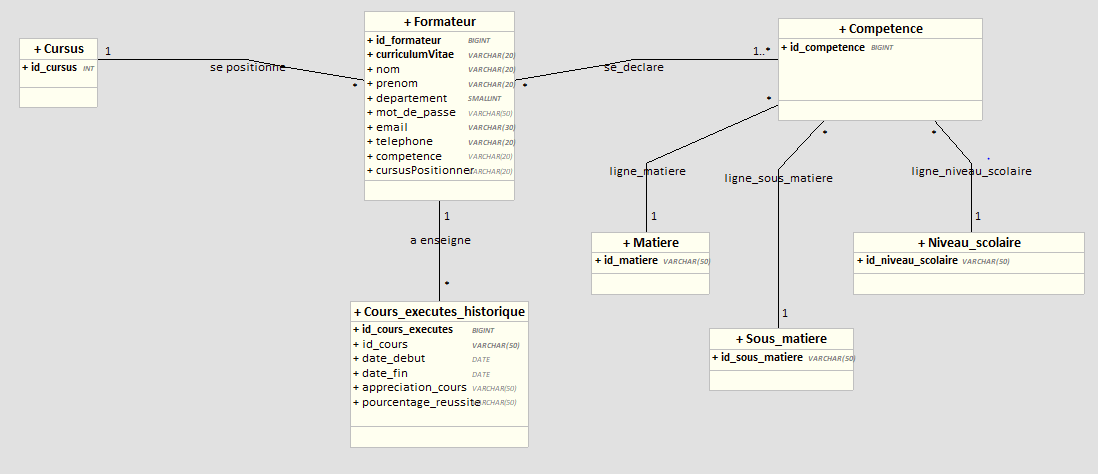 + Cursus
+ id_cursus INT
1
se positionne
*
+ Formateur
+ id_formateur BIGINT
+ curriculumVitae VARCHAR(20)
+ nom VARCHAR(20)
+ prenom VARCHAR(20)
+ departement SMALLINT
+ mot_de_passe VARCHAR(50)
+ email VARCHAR(30)
+ telephone VARCHAR(20)
+ competence VARCHAR(20)
+ cursusPositionner VARCHAR(20)
*
se_declare
1..*
+ Competence
+ id_competence BIGINT
*
ligne_matiere
1
*
ligne_sous_matiere
1
*
ligne_niveau_scolaire
1
+ Matiere
+ id_matiere VARCHAR(50)
+ Niveau_scolaire
+ id_niveau_scolaire VARCHAR(50)
+ Sous_matiere
+ id_sous_matiere VARCHAR(50)
1
a enseigne
*
+ Cours_executes_historique
+ id_cours_executes BIGINT
+ id_cours VARCHAR(50)
+ date_debut DATE
+ date_fin DATE
+ appreciation_cours VARCHAR(50)
+ pourcentage_reussite VARCHAR(50)